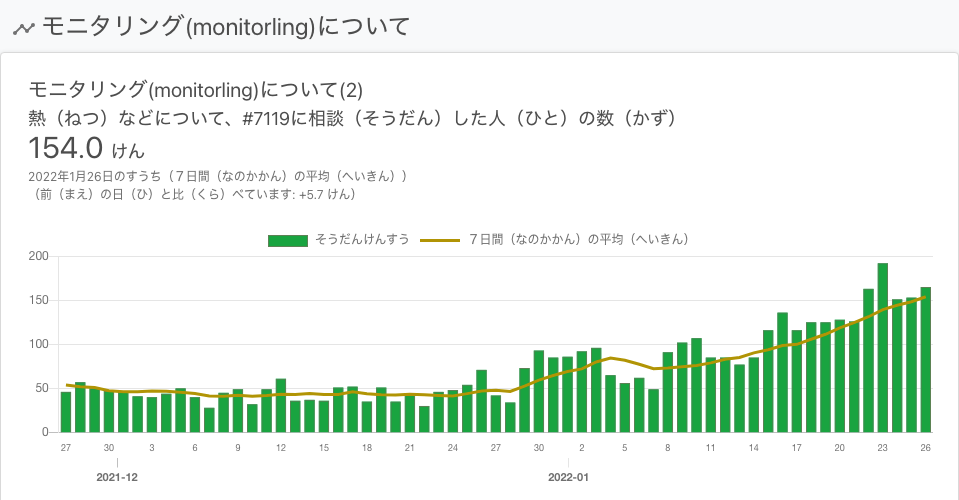 モニタリング(monitorling)について
モニタリング(monitorling)について(2)
熱（ねつ）などについて、#7119に相談（そうだん）した人（ひと）の数（かず）
154.0 けん
2022年1月26日のすうち（７日間（なのかかん）の平均（へいきん））
（前（まえ）の日（ひ）と比（くら）べています: +5.7 けん）
そうだんけんすう ７日間（なのかかん）の平均（へいきん）
200
150
100
50
0
27 30 3 6 9 12 15 18 21 24 27 30 2 5 8 11 14 17 20 23 26
2021-12 2022-01